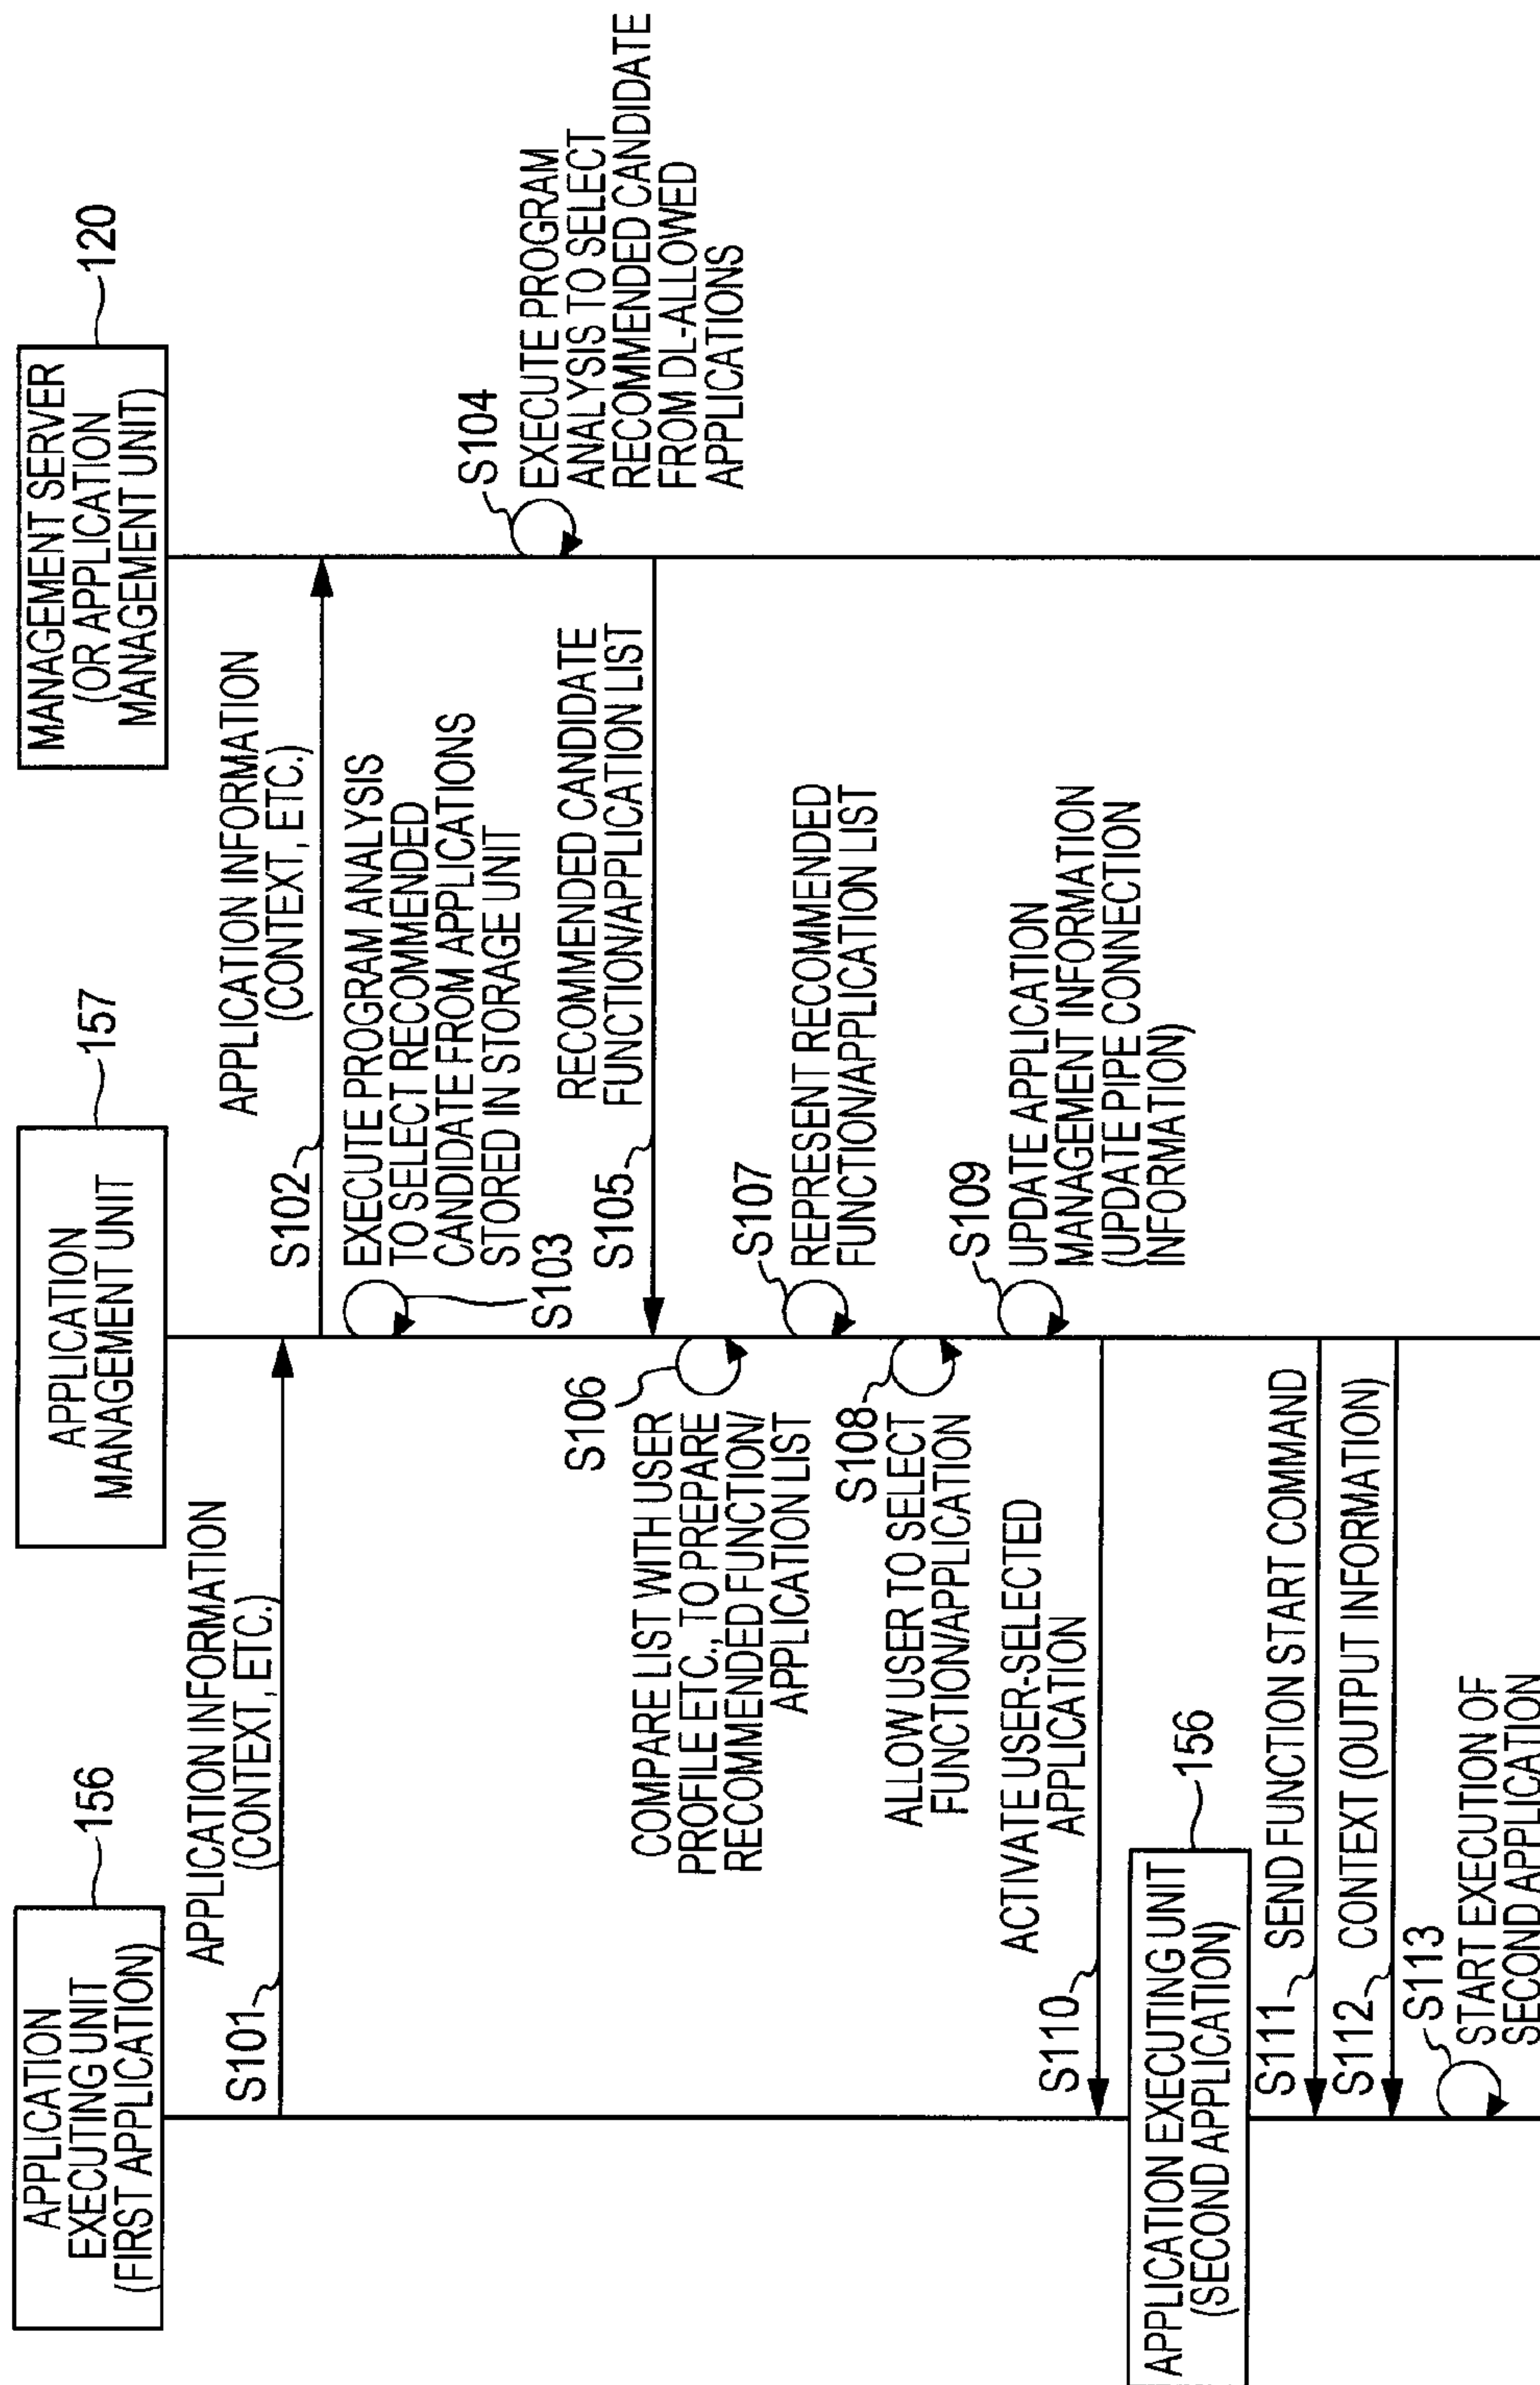 APPLICATION
EXECUTING UNIT
(FIRST APPLICATION)
156
APPLICATION
MANAGEMENT UNIT
157
MANAGEMENT SERVER
(OR APPLICATION
MANAGEMENT UNIT)
120
S101
APPLICATION INFORMATION
(CONTEXT, ETC.)
S102
APPLICATION INFORMATION
(CONTEXT, ETC.)
S103
EXECUTE PROGRAM ANALYSIS
TO SELECT RECOMMENDED
CANDIDATE FROM APPLICATIONS
STORED IN STORAGE UNIT
S104
EXECUTE PROGRAM
ANALYSIS TO SELECT
RECOMMENDED CANDIDATE
FROM DL-ALLOWED
APPLICATIONS
S105
RECOMMENDED CANDIDATE
FUNCTION/APPLICATION LIST
S106
COMPARE LIST WITH USER
PROFILE ETC., TO PREPARE
RECOMMENDED FUNCTION/
APPLICATION LIST
S107
REPRESENT RECOMMENDED
FUNCTION/APPLICATION LIST
S108
ALLOW USER TO SELECT
FUNCTION/APPLICATION
S109
UPDATE APPLICATION
MANAGEMENT INFORMATION
(UPDATE PIPE CONNECTION
INFORMATION)
S110
ACTIVATE USER-SELECTED
APPLICATION
APPLICATION EXECUTING UNIT
(SECOND APPLICATION)
156
S111
SEND FUNCTION START COMMAND
S112
CONTEXT (OUTPUT INFORMATION)
S113
START EXECUTION OF
SECOND APPLICATION